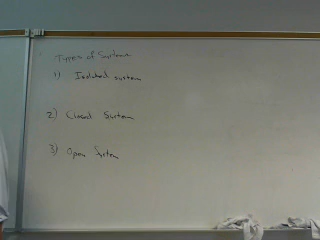 Types of Systems
1) Isolated system
2) Closed System
3) Open System